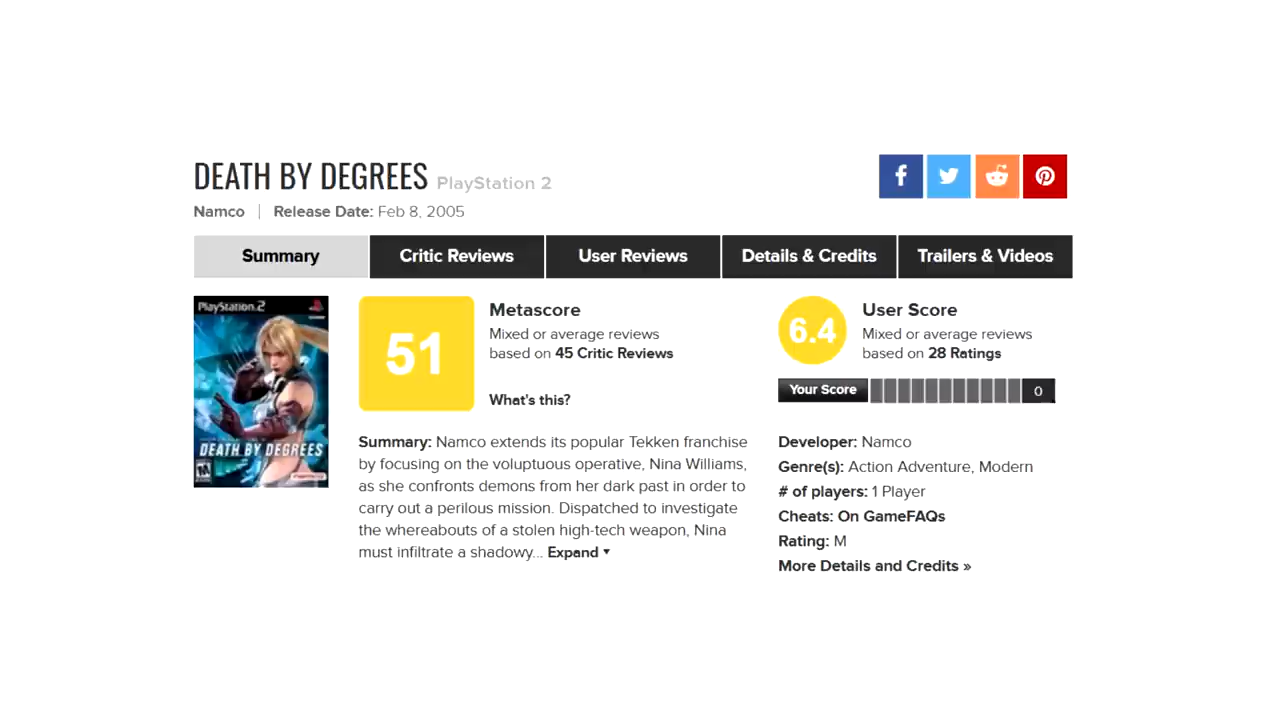 DEATH BY DEGREES PlayStation 2
Namco Release Date: Feb 8, 2005
Summary Critic Reviews User Reviews Details & Credits Trailers & Videos
PlayStation 2
DEATH BY DEGREES
51
Metascore
Mixed or average reviews
based on 45 Critic Reviews
What's this?
Summary: Namco extends its popular Tekken franchise
by focusing on the voluptuous operative, Nina Williams,
as she confronts demons from her dark past in order to
carry out a perilous mission. Dispatched to investigate
the whereabouts of a stolen high-tech weapon, Nina
must infiltrate a shadowy... Expand ▼
6.4
User Score
Mixed or average reviews
based on 28 Ratings
Your Score 0
Developer: Namco
Genre(s): Action Adventure, Modern
# of players: 1 Player
Cheats: On GameFAQs
Rating: M
More Details and Credits »